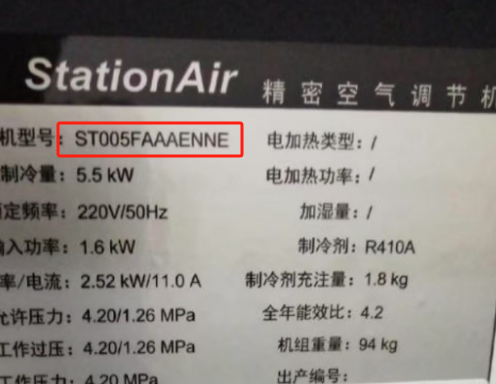 StationAir 精密空气调节机
机型号: ST005FAAAENNE 电加热类型: /
制冷量: 5.5 kW 电加热功率: /
定频率: 220V/50Hz 加湿量: /
输入功率: 1.6 kW 制冷剂: R410A
率/电流: 2.52 kW/11.0 A 制冷剂充注量: 1.8 kg
允许压力: 4.20/1.26 MPa 全年能效比: 4.2
工作过压: 4.20/1.26 MPa 机组重量: 94 kg
工作压力: 4.20 MPa 出产编号: